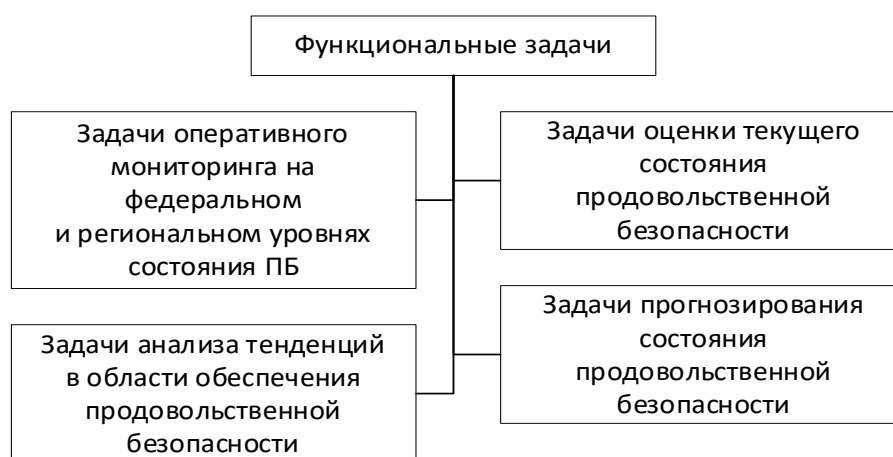 Функциональные задачи
Задачи оперативного
мониторинга на
федеральном
и региональном уровнях
состояния ПБ
Задачи оценки текущего
состояния
продовольственной
безопасности
Задачи анализа тенденций
в области обеспечения
продовольственной
безопасности
Задачи прогнозирования
состояния
продовольственной
безопасности